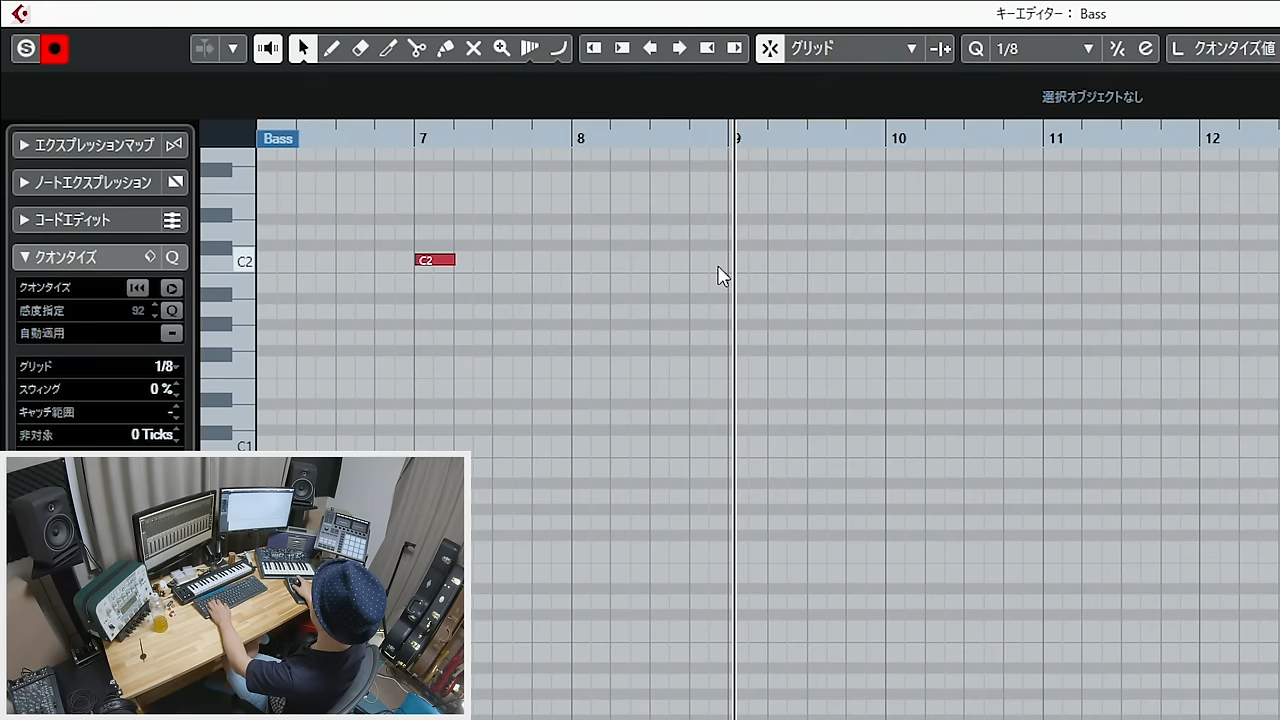 キーエディター： Bass
S グリッド Q 1/8 L クオンタイズ値
選択オブジェクトなし
エクスプレッションマップ
ノートエクスプレッション
コードエディット
クオンタイズ Q
クオンタイズ
感度指定 92 Q
自動適用
グリッド 1/8
スウィング 0 %
キャッチ範囲 -
非対象 0 Ticks
Bass 7 8 9 10 11 12
C2 C2
C1